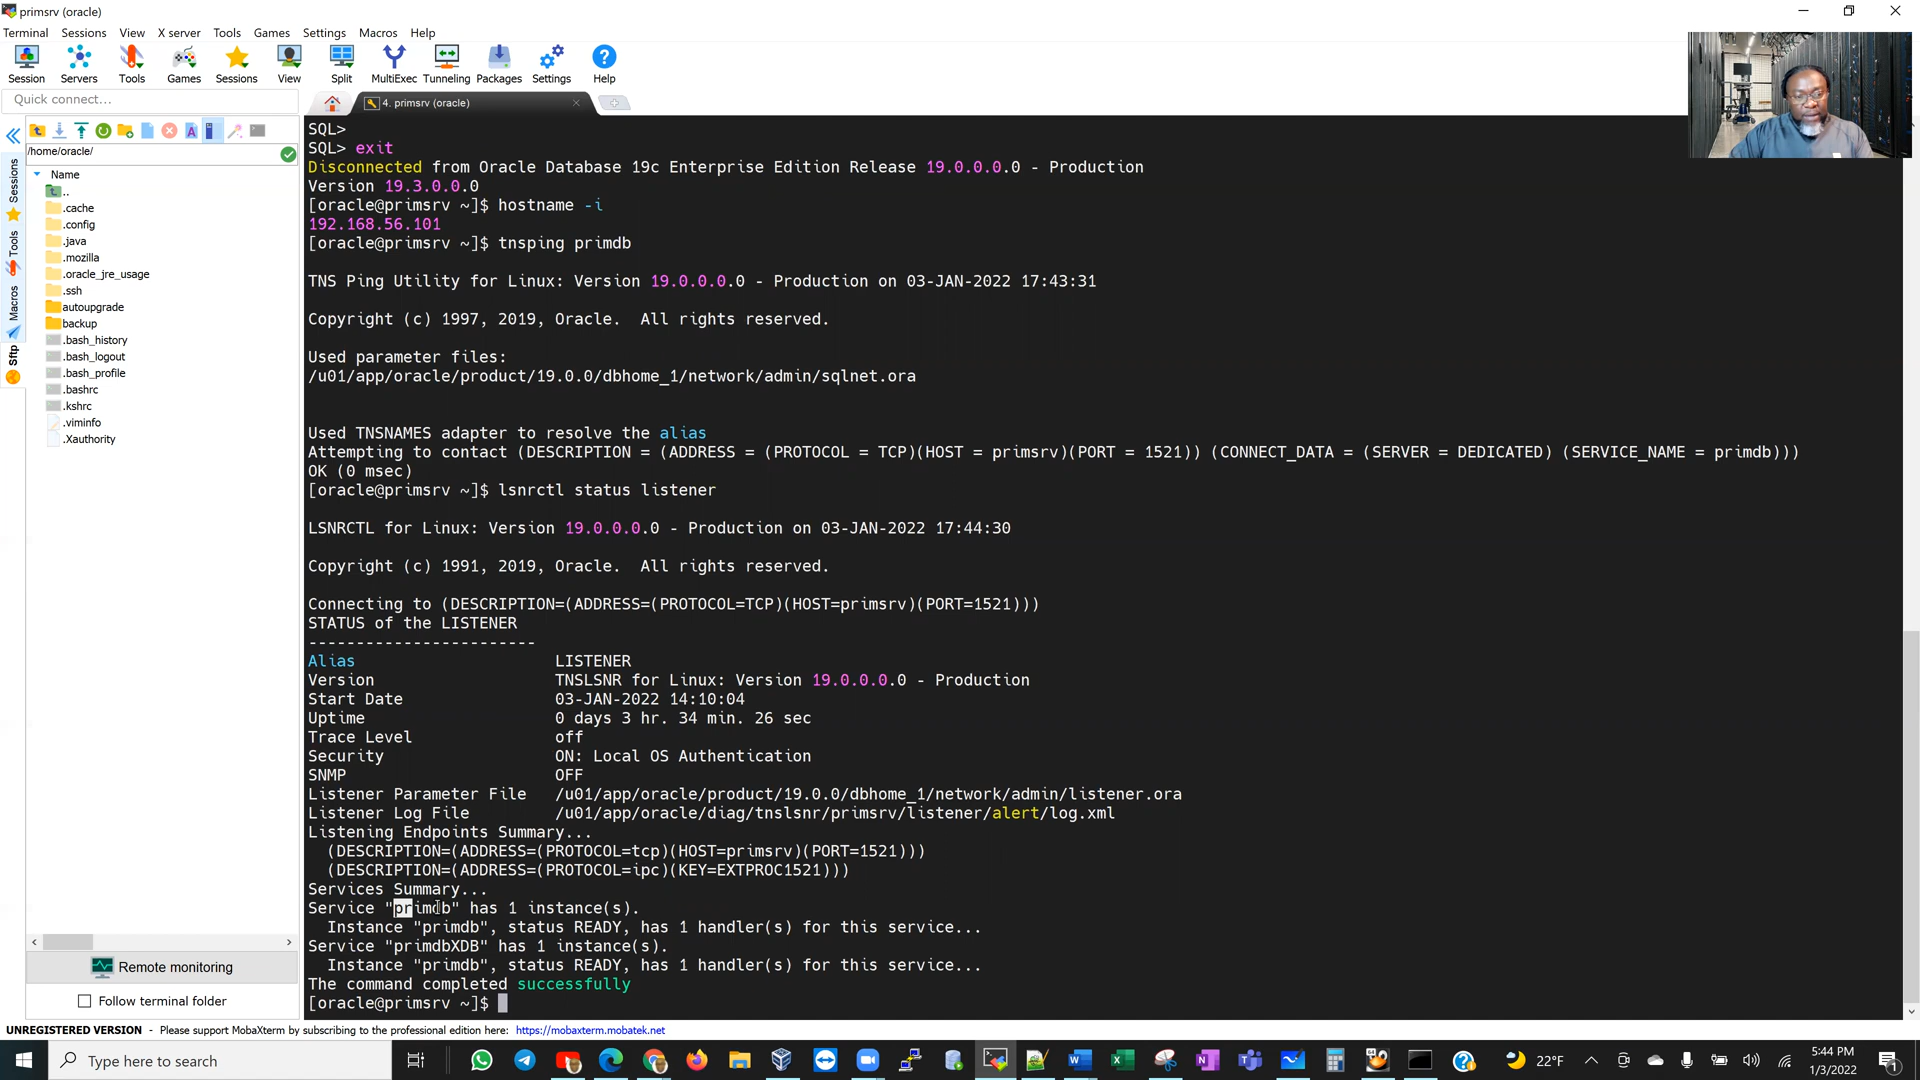 primsrv (oracle)
Terminal Sessions View X server Tools Games Settings Macros Help
Session Servers Tools Games Sessions View Split MultiExec Tunneling Packages Settings Help
Quick connect...
4. primsrv (oracle)
/home/oracle/
Name
..
.cache
.config
.java
.mozilla
.oracle_jre_usage
.ssh
autoupgrade
backup
.bash_history
.bash_logout
.bash_profile
.bashrc
.kshrc
.viminfo
.Xauthority
Sessions
Tools
Macros
Sftp
Remote monitoring
Follow terminal folder
SQL>
SQL> exit
Disconnected from Oracle Database 19c Enterprise Edition Release 19.0.0.0.0 - Production
Version 19.3.0.0.0
[oracle@primsrv ~]$ hostname -i
192.168.56.101
[oracle@primsrv ~]$ tnsping primdb
TNS Ping Utility for Linux: Version 19.0.0.0.0 - Production on 03-JAN-2022 17:43:31
Copyright (c) 1997, 2019, Oracle.  All rights reserved.
Used parameter files:
/u01/app/oracle/product/19.0.0/dbhome_1/network/admin/sqlnet.ora
Used TNSNAMES adapter to resolve the alias
Attempting to contact (DESCRIPTION = (ADDRESS = (PROTOCOL = TCP)(HOST = primsrv)(PORT = 1521)) (CONNECT_DATA = (SERVER = DEDICATED) (SERVICE_NAME = primdb)))
OK (0 msec)
[oracle@primsrv ~]$ lsnrctl status listener
LSNRCTL for Linux: Version 19.0.0.0.0 - Production on 03-JAN-2022 17:44:30
Copyright (c) 1991, 2019, Oracle.  All rights reserved.
Connecting to (DESCRIPTION=(ADDRESS=(PROTOCOL=TCP)(HOST=primsrv)(PORT=1521)))
STATUS of the LISTENER
------------------------
Alias                     LISTENER
Version                   TNSLSNR for Linux: Version 19.0.0.0.0 - Production
Start Date                03-JAN-2022 14:10:04
Uptime                    0 days 3 hr. 34 min. 26 sec
Trace Level               off
Security                  ON: Local OS Authentication
SNMP                      OFF
Listener Parameter File   /u01/app/oracle/product/19.0.0/dbhome_1/network/admin/listener.ora
Listener Log File         /u01/app/oracle/diag/tnslsnr/primsrv/listener/alert/log.xml
Listening Endpoints Summary...
(DESCRIPTION=(ADDRESS=(PROTOCOL=tcp)(HOST=primsrv)(PORT=1521)))
(DESCRIPTION=(ADDRESS=(PROTOCOL=ipc)(KEY=EXTPROC1521)))
Services Summary...
Service "primdb" has 1 instance(s).
Instance "primdb", status READY, has 1 handler(s) for this service...
Service "primdbXDB" has 1 instance(s).
Instance "primdb", status READY, has 1 handler(s) for this service...
The command completed successfully
[oracle@primsrv ~]$
UNREGISTERED VERSION - Please support MobaXterm by subscribing to the professional edition here: https://mobaxterm.mobatek.net
Type here to search
22°F
5:44 PM
1/3/2022
1